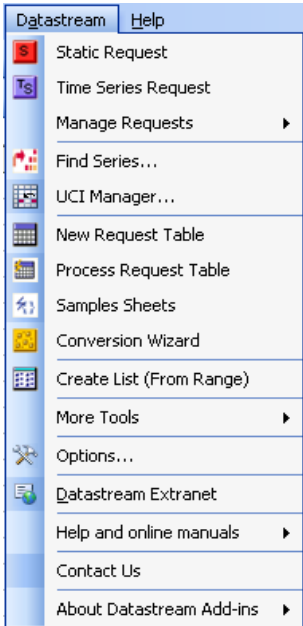 Datastream Help
S Static Request
TS Time Series Request
Manage Requests
Find Series...
UCI Manager...
New Request Table
Process Request Table
Samples Sheets
Conversion Wizard
Create List (From Range)
More Tools
Options...
Datastream Extranet
Help and online manuals
Contact Us
About Datastream Add-ins